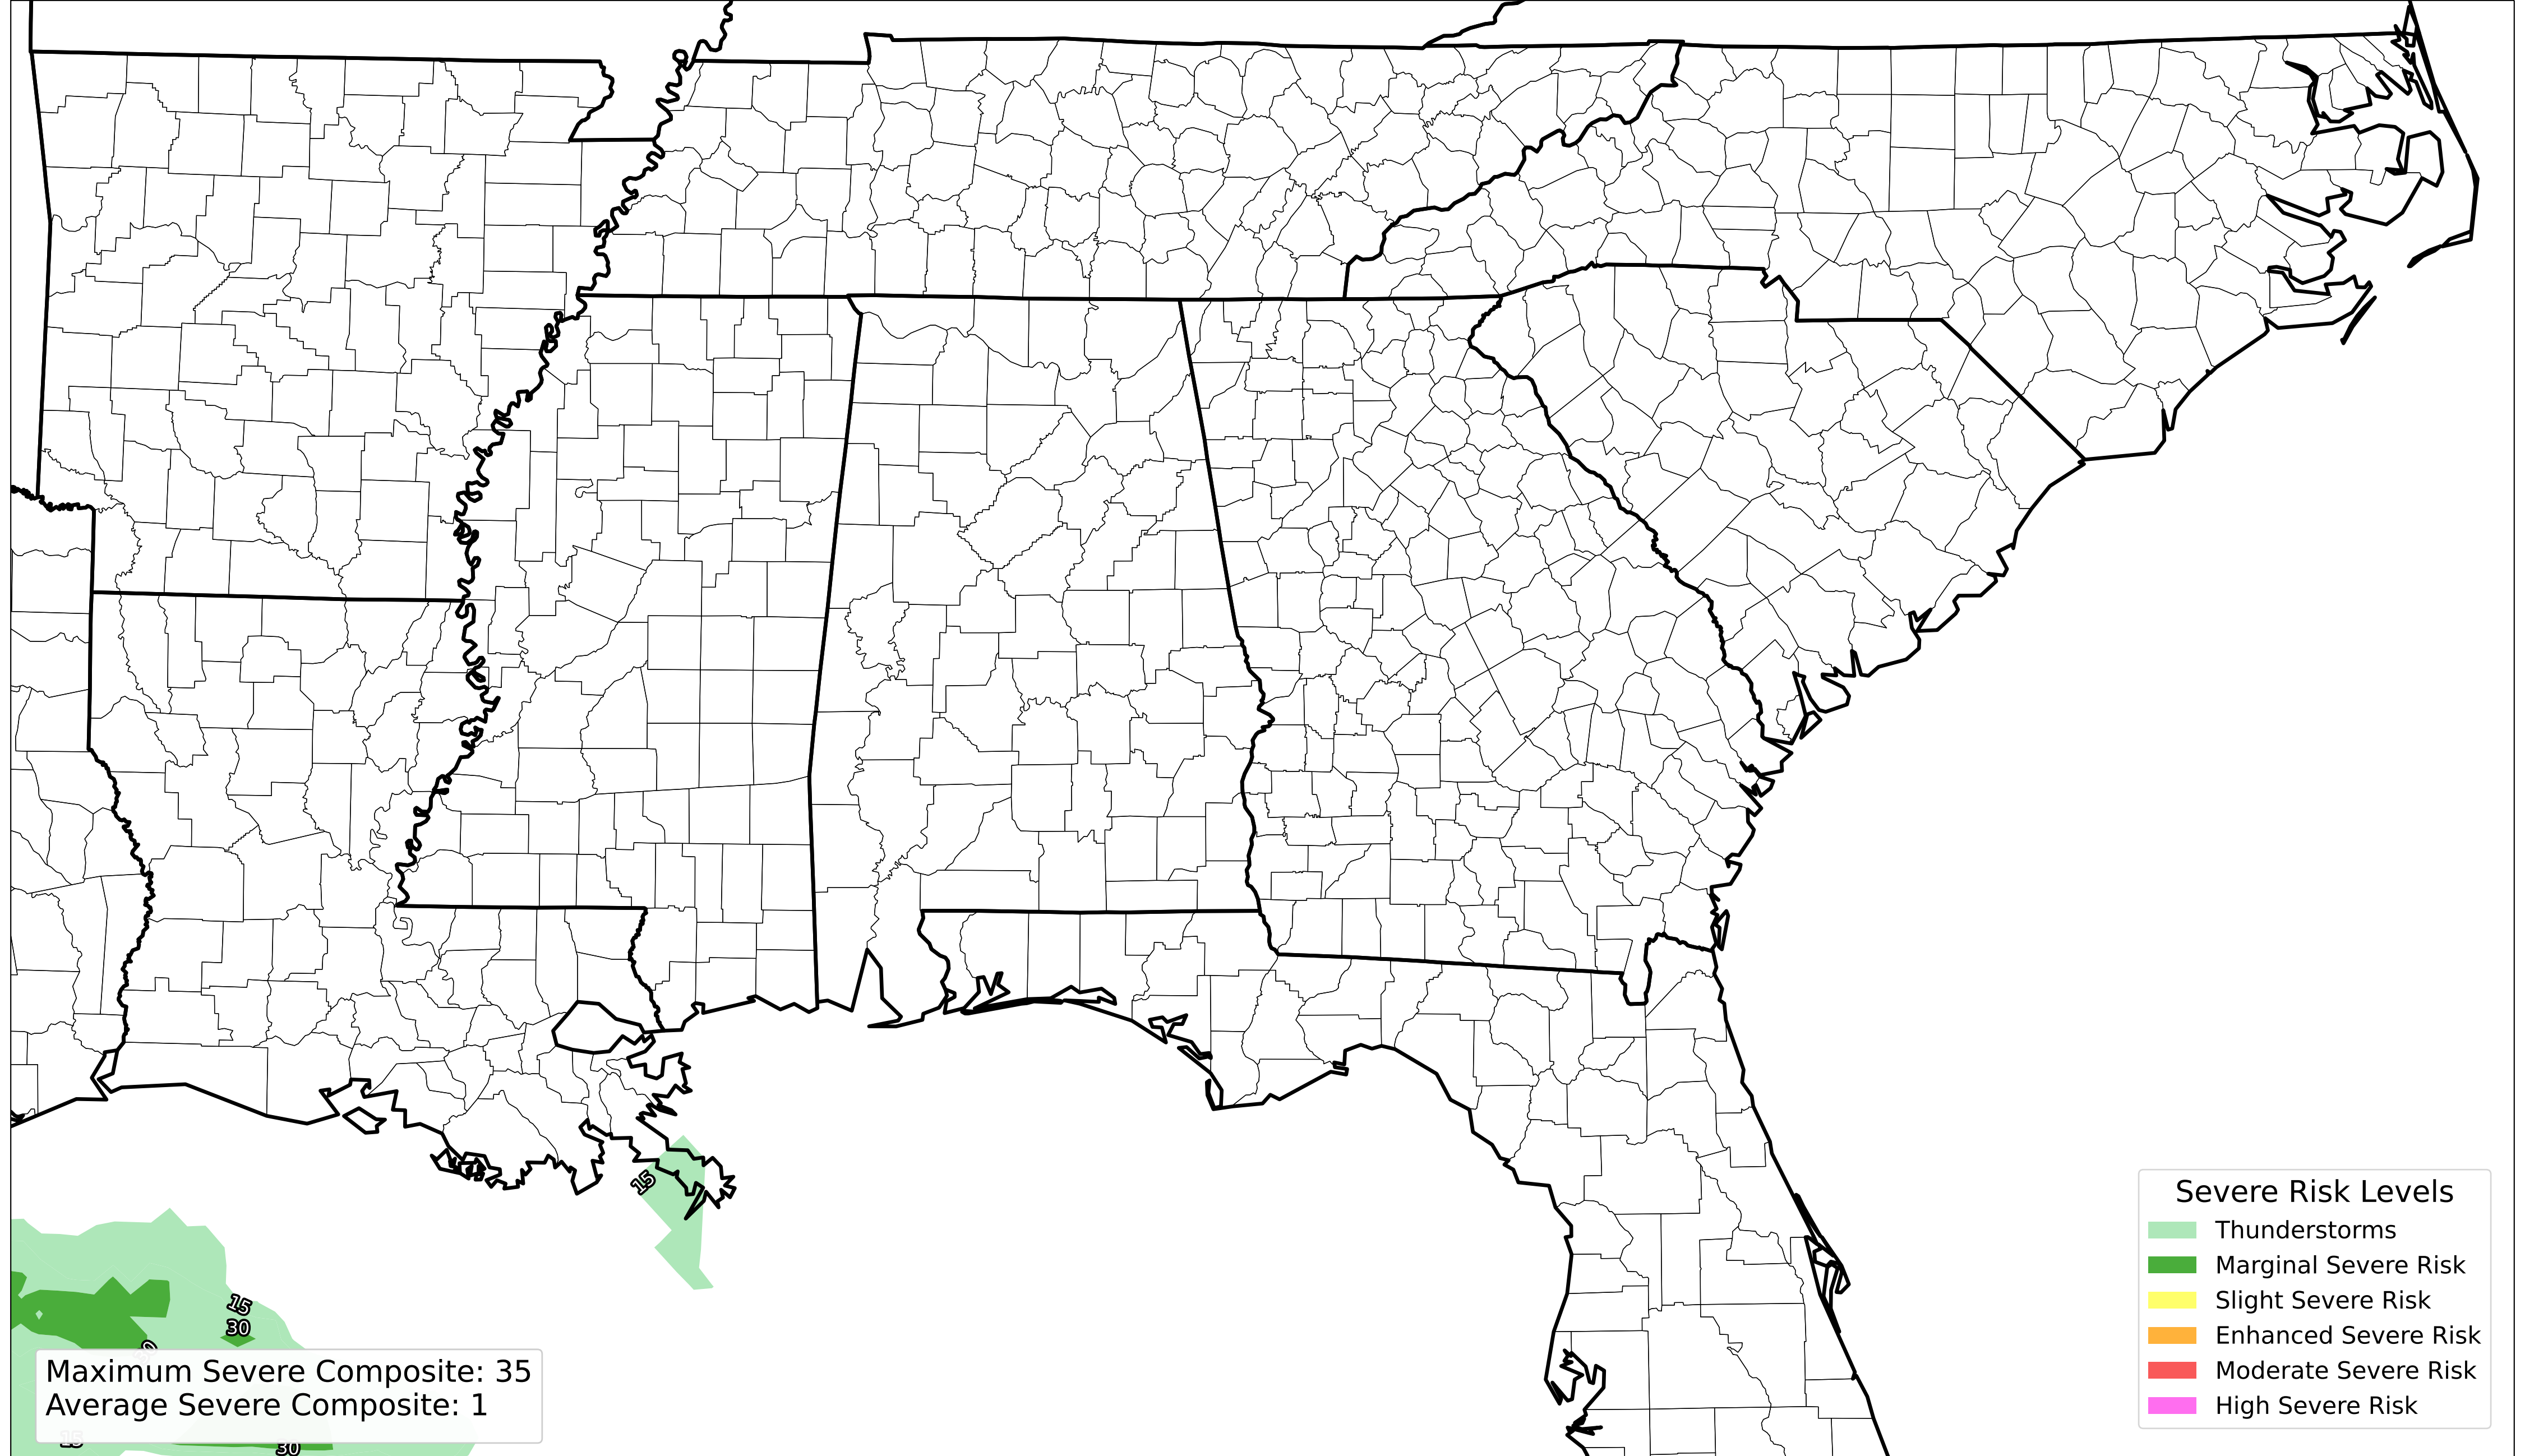 15
15
30
Maximum Severe Composite: 35
Average Severe Composite: 1
15
30
Severe Risk Levels
Thunderstorms
Marginal Severe Risk
Slight Severe Risk
Enhanced Severe Risk
Moderate Severe Risk
High Severe Risk